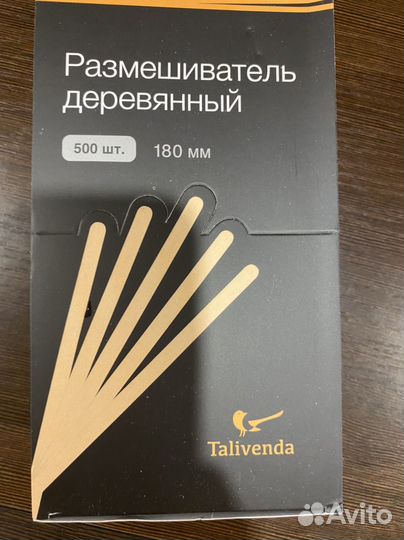 Размешиватель
деревянный
500 шт. 180 мм
Talivenda
Avito